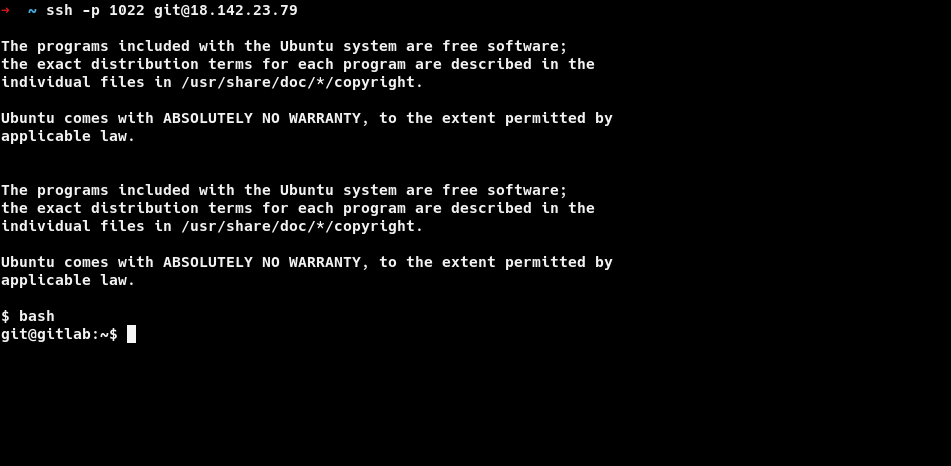 ➜  ~ ssh -p 1022 git@18.142.23.79
The programs included with the Ubuntu system are free software;
the exact distribution terms for each program are described in the
individual files in /usr/share/doc/*/copyright.
Ubuntu comes with ABSOLUTELY NO WARRANTY, to the extent permitted by
applicable law.
The programs included with the Ubuntu system are free software;
the exact distribution terms for each program are described in the
individual files in /usr/share/doc/*/copyright.
Ubuntu comes with ABSOLUTELY NO WARRANTY, to the extent permitted by
applicable law.
$ bash
git@gitlab:~$